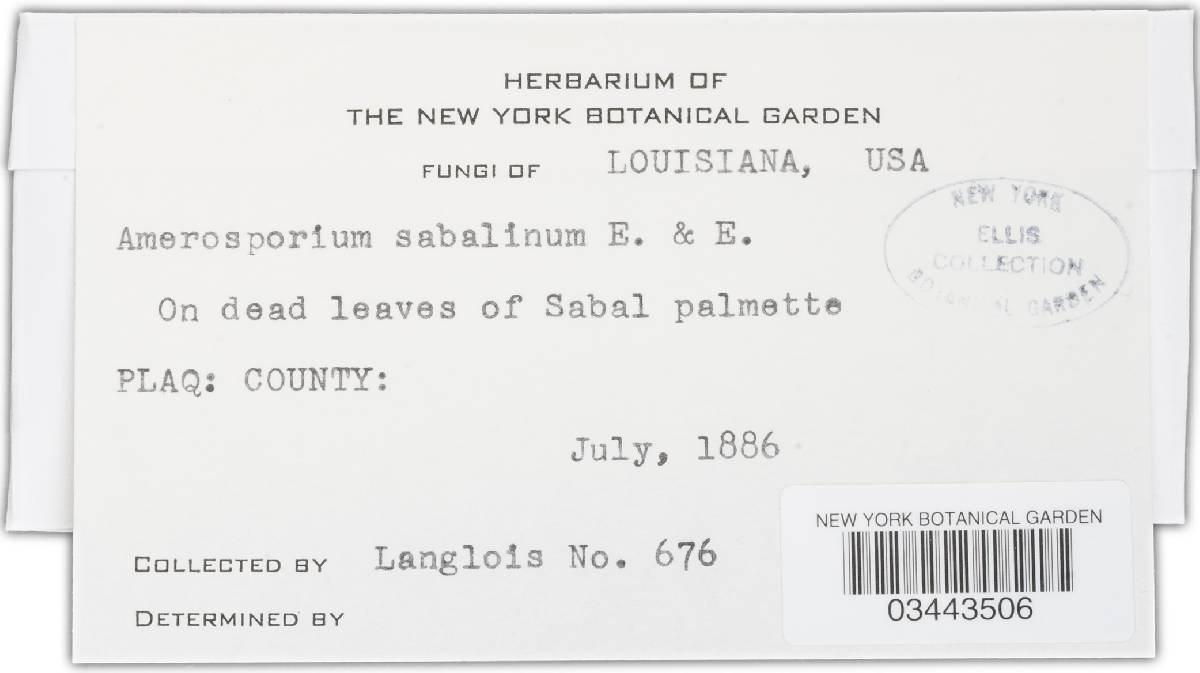 HERBARIUM OF
THE NEW YORK BOTANICAL GARDEN
FUNGI OF LOUISIANA, USA
NEW YORK
ELLIS
COLLECTION
BOTANICAL GARDEN
Amerosporium sabalinum E. & E.
On dead leaves of Sabal palmette
PLAQ: COUNTY:
July, 1886
COLLECTED BY Langlois No. 676
DETERMINED BY
NEW YORK BOTANICAL GARDEN
03443506